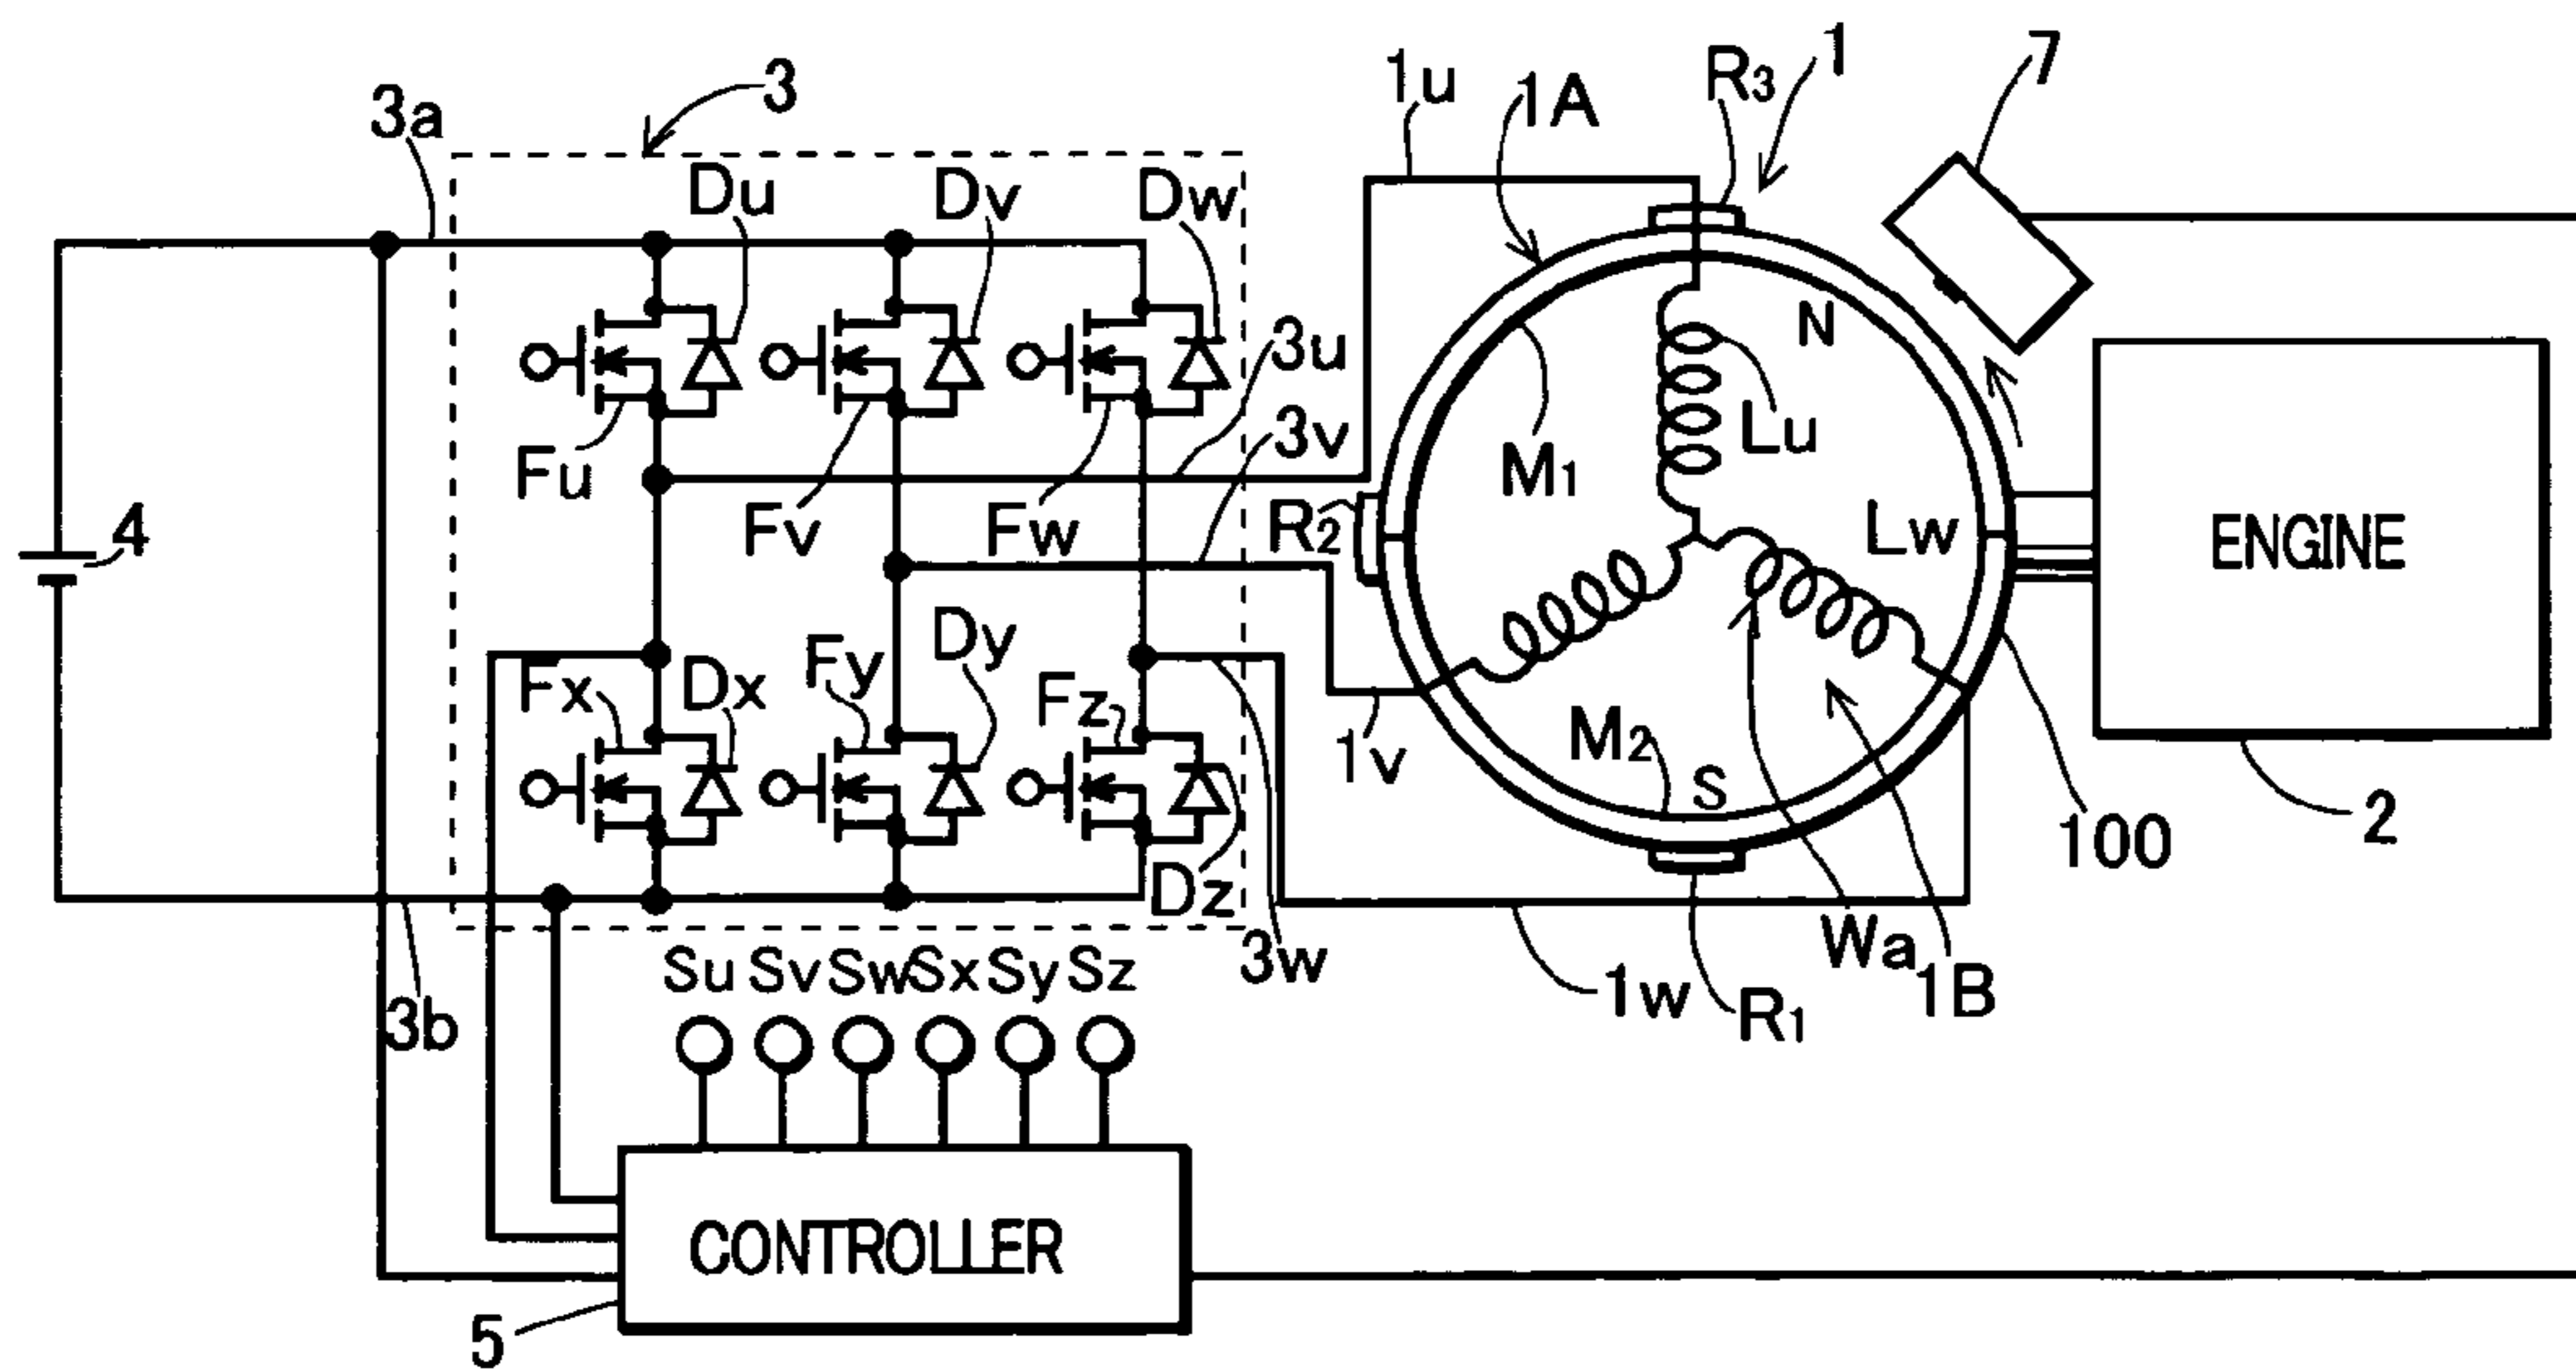 3
3a
Du
Dv
Dw
1u
1A
R3
1
7
N
3u
3v
Fu
Fv
Fw
M1
Lu
R2
Lw
ENGINE
4
Fx
Dx
Fy
Dy
Fz
Dz
1v
M2
S
2
100
3b
3w
1w
R1
Wa
1B
Su Sv Sw Sx Sy Sz
CONTROLLER
5